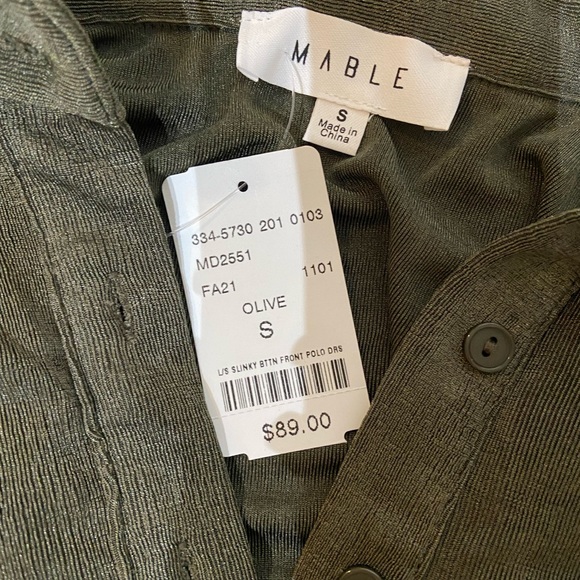 MABLE
S
Made in
China
334-5730 201 0103
MD2551
FA21 1101
OLIVE
S
L/S SLINKY BTTN FRONT POLO DRS
$89.00